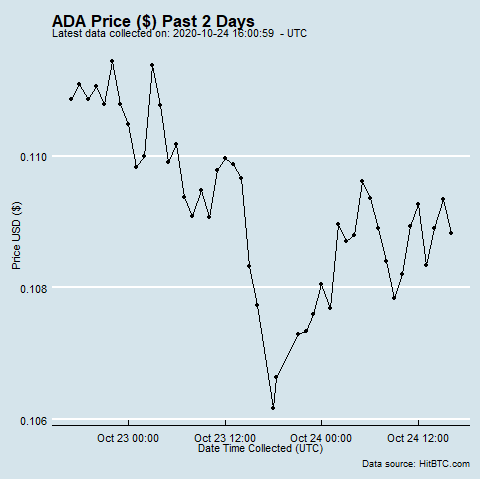 ADA Price ($) Past 2 Days
Latest data collected on: 2020-10-24 16:00:59 - UTC
Price USD ($)
0.110
0.108
0.106
Oct 23 00:00 Oct 23 12:00 Oct 24 00:00 Oct 24 12:00
Date Time Collected (UTC)
Data source: HitBTC.com